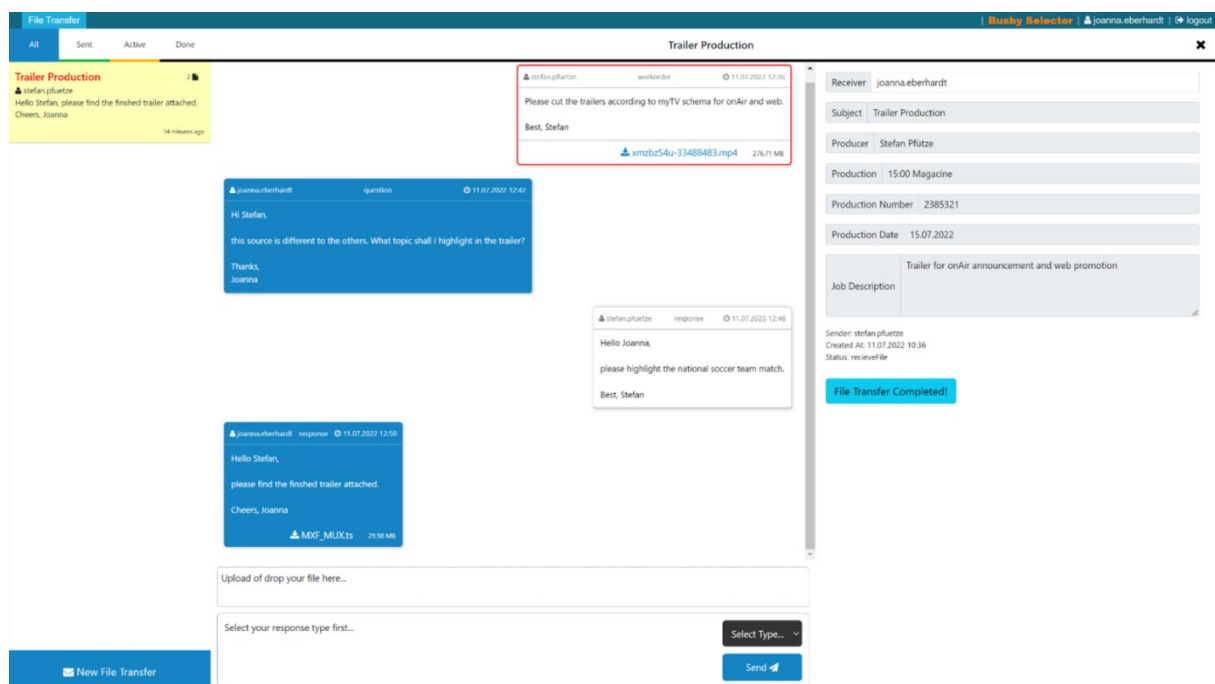 File Transfer
| Busby Selector | joanna.eberhardt | logout
All Sent Active Done
Trailer Production
Trailer Production 2
stefan.pfuetze
Hello Stefan, please find the finshed trailer attached.
Cheers, Joanna
14 minutes ago
New File Transfer
stefan.pfuetze workorder 11.07.2022 12:36
Please cut the trailers according to myTV schema for onAir and web.
Best, Stefan
xmzbz54u-33488483.mp4 276.71 MB
joanna.eberhardt question 11.07.2022 12:42
Hi Stefan,
this source is different to the others. What topic shall I highlight in the trailer?
Thanks,
Joanna
stefan.pfuetze response 11.07.2022 12:46
Hello Joanna,
please highlight the national soccer team match.
Best, Stefan
joanna.eberhardt response 11.07.2022 12:50
Hello Stefan,
please find the finshed trailer attached.
Cheers, Joanna
MXF_MUX.ts 29.98 MB
Upload of drop your file here...
Select your response type first...
Select Type...
Send
Receiver joanna.eberhardt
Subject Trailer Production
Producer Stefan Pfütze
Production 15:00 Magacine
Production Number 2385321
Production Date 15.07.2022
Job Description Trailer for onAir announcement and web promotion
Sender: stefan.pfuetze
Created At: 11.07.2022 10:36
Status: recieveFile
File Transfer Completed!